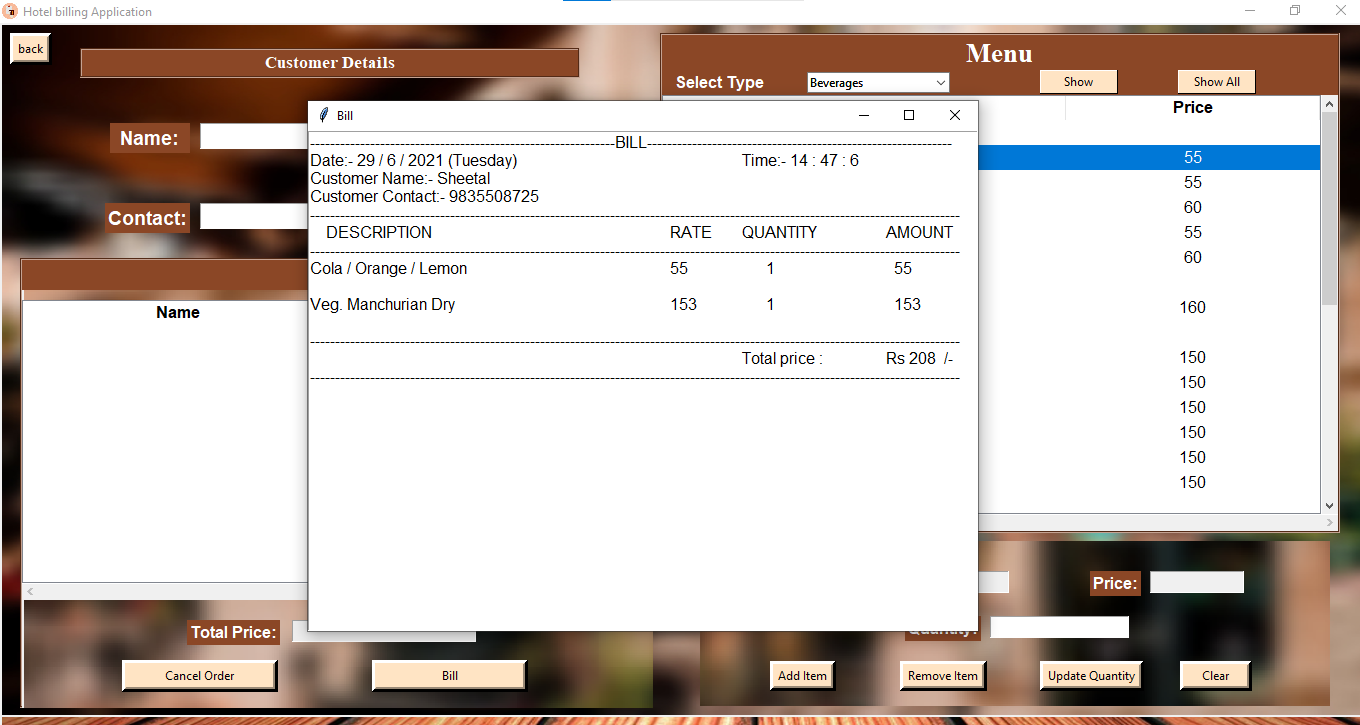 Hotel billing Application
back
Customer Details
Menu
Select Type Beverages Show Show All
Price
Name:
Contact:
Name
55
55
60
55
60
160
150
150
150
150
150
150
Bill
-----BILL-----
Date:- 29 / 6 / 2021 (Tuesday) Time:- 14 : 47 : 6
Customer Name:- Sheetal
Customer Contact:- 9835508725
DESCRIPTION RATE QUANTITY AMOUNT
Cola / Orange / Lemon 55 1 55
Veg. Manchurian Dry 153 1 153
Total price : Rs 208 /-
Total Price:
Cancel Order Bill
Price:
Quantity:
Add Item Remove Item Update Quantity Clear